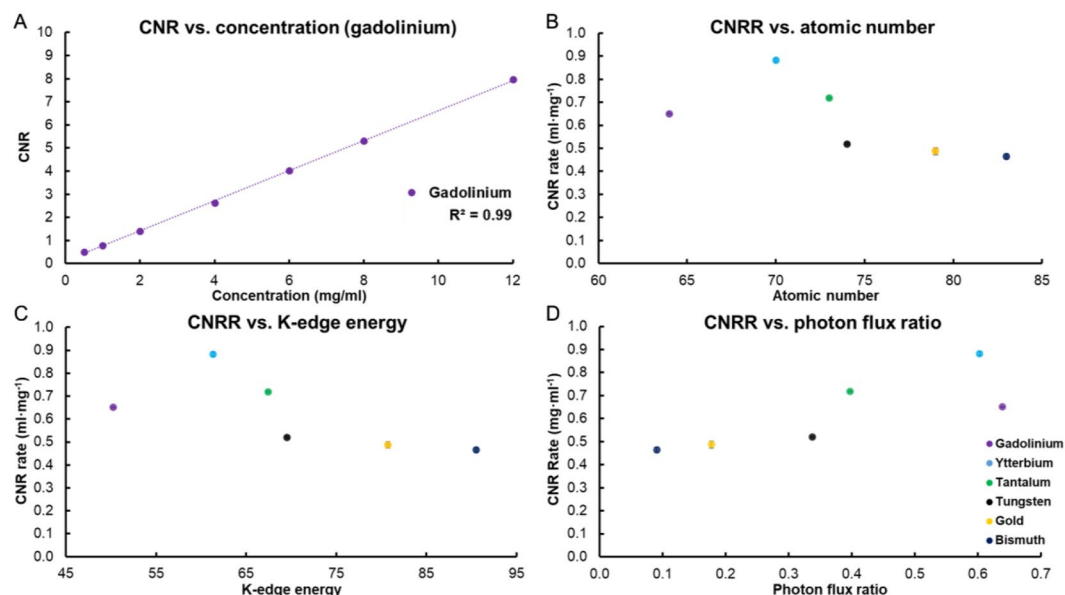 A
CNR vs. concentration (gadolinium)
10
9
8
7
6
5
4
3
2
1
0
CNR
Gadolinium
R² = 0.99
0 2 4 6 8 10 12
Concentration (mg/ml)
B
CNRR vs. atomic number
1.0
0.9
0.8
0.7
0.6
0.5
0.4
0.3
0.2
0.1
0.0
CNR rate (ml·mg⁻¹)
60 65 70 75 80 85
Atomic number
C
CNRR vs. K-edge energy
1.0
0.9
0.8
0.7
0.6
0.5
0.4
0.3
0.2
0.1
0.0
CNR rate (ml·mg⁻¹)
45 55 65 75 85 95
K-edge energy
D
CNRR vs. photon flux ratio
1.0
0.9
0.8
0.7
0.6
0.5
0.4
0.3
0.2
0.1
0.0
CNR Rate (mg·ml⁻¹)
Gadolinium
Ytterbium
Tantalum
Tungsten
Gold
Bismuth
0.0 0.1 0.2 0.3 0.4 0.5 0.6 0.7
Photon flux ratio